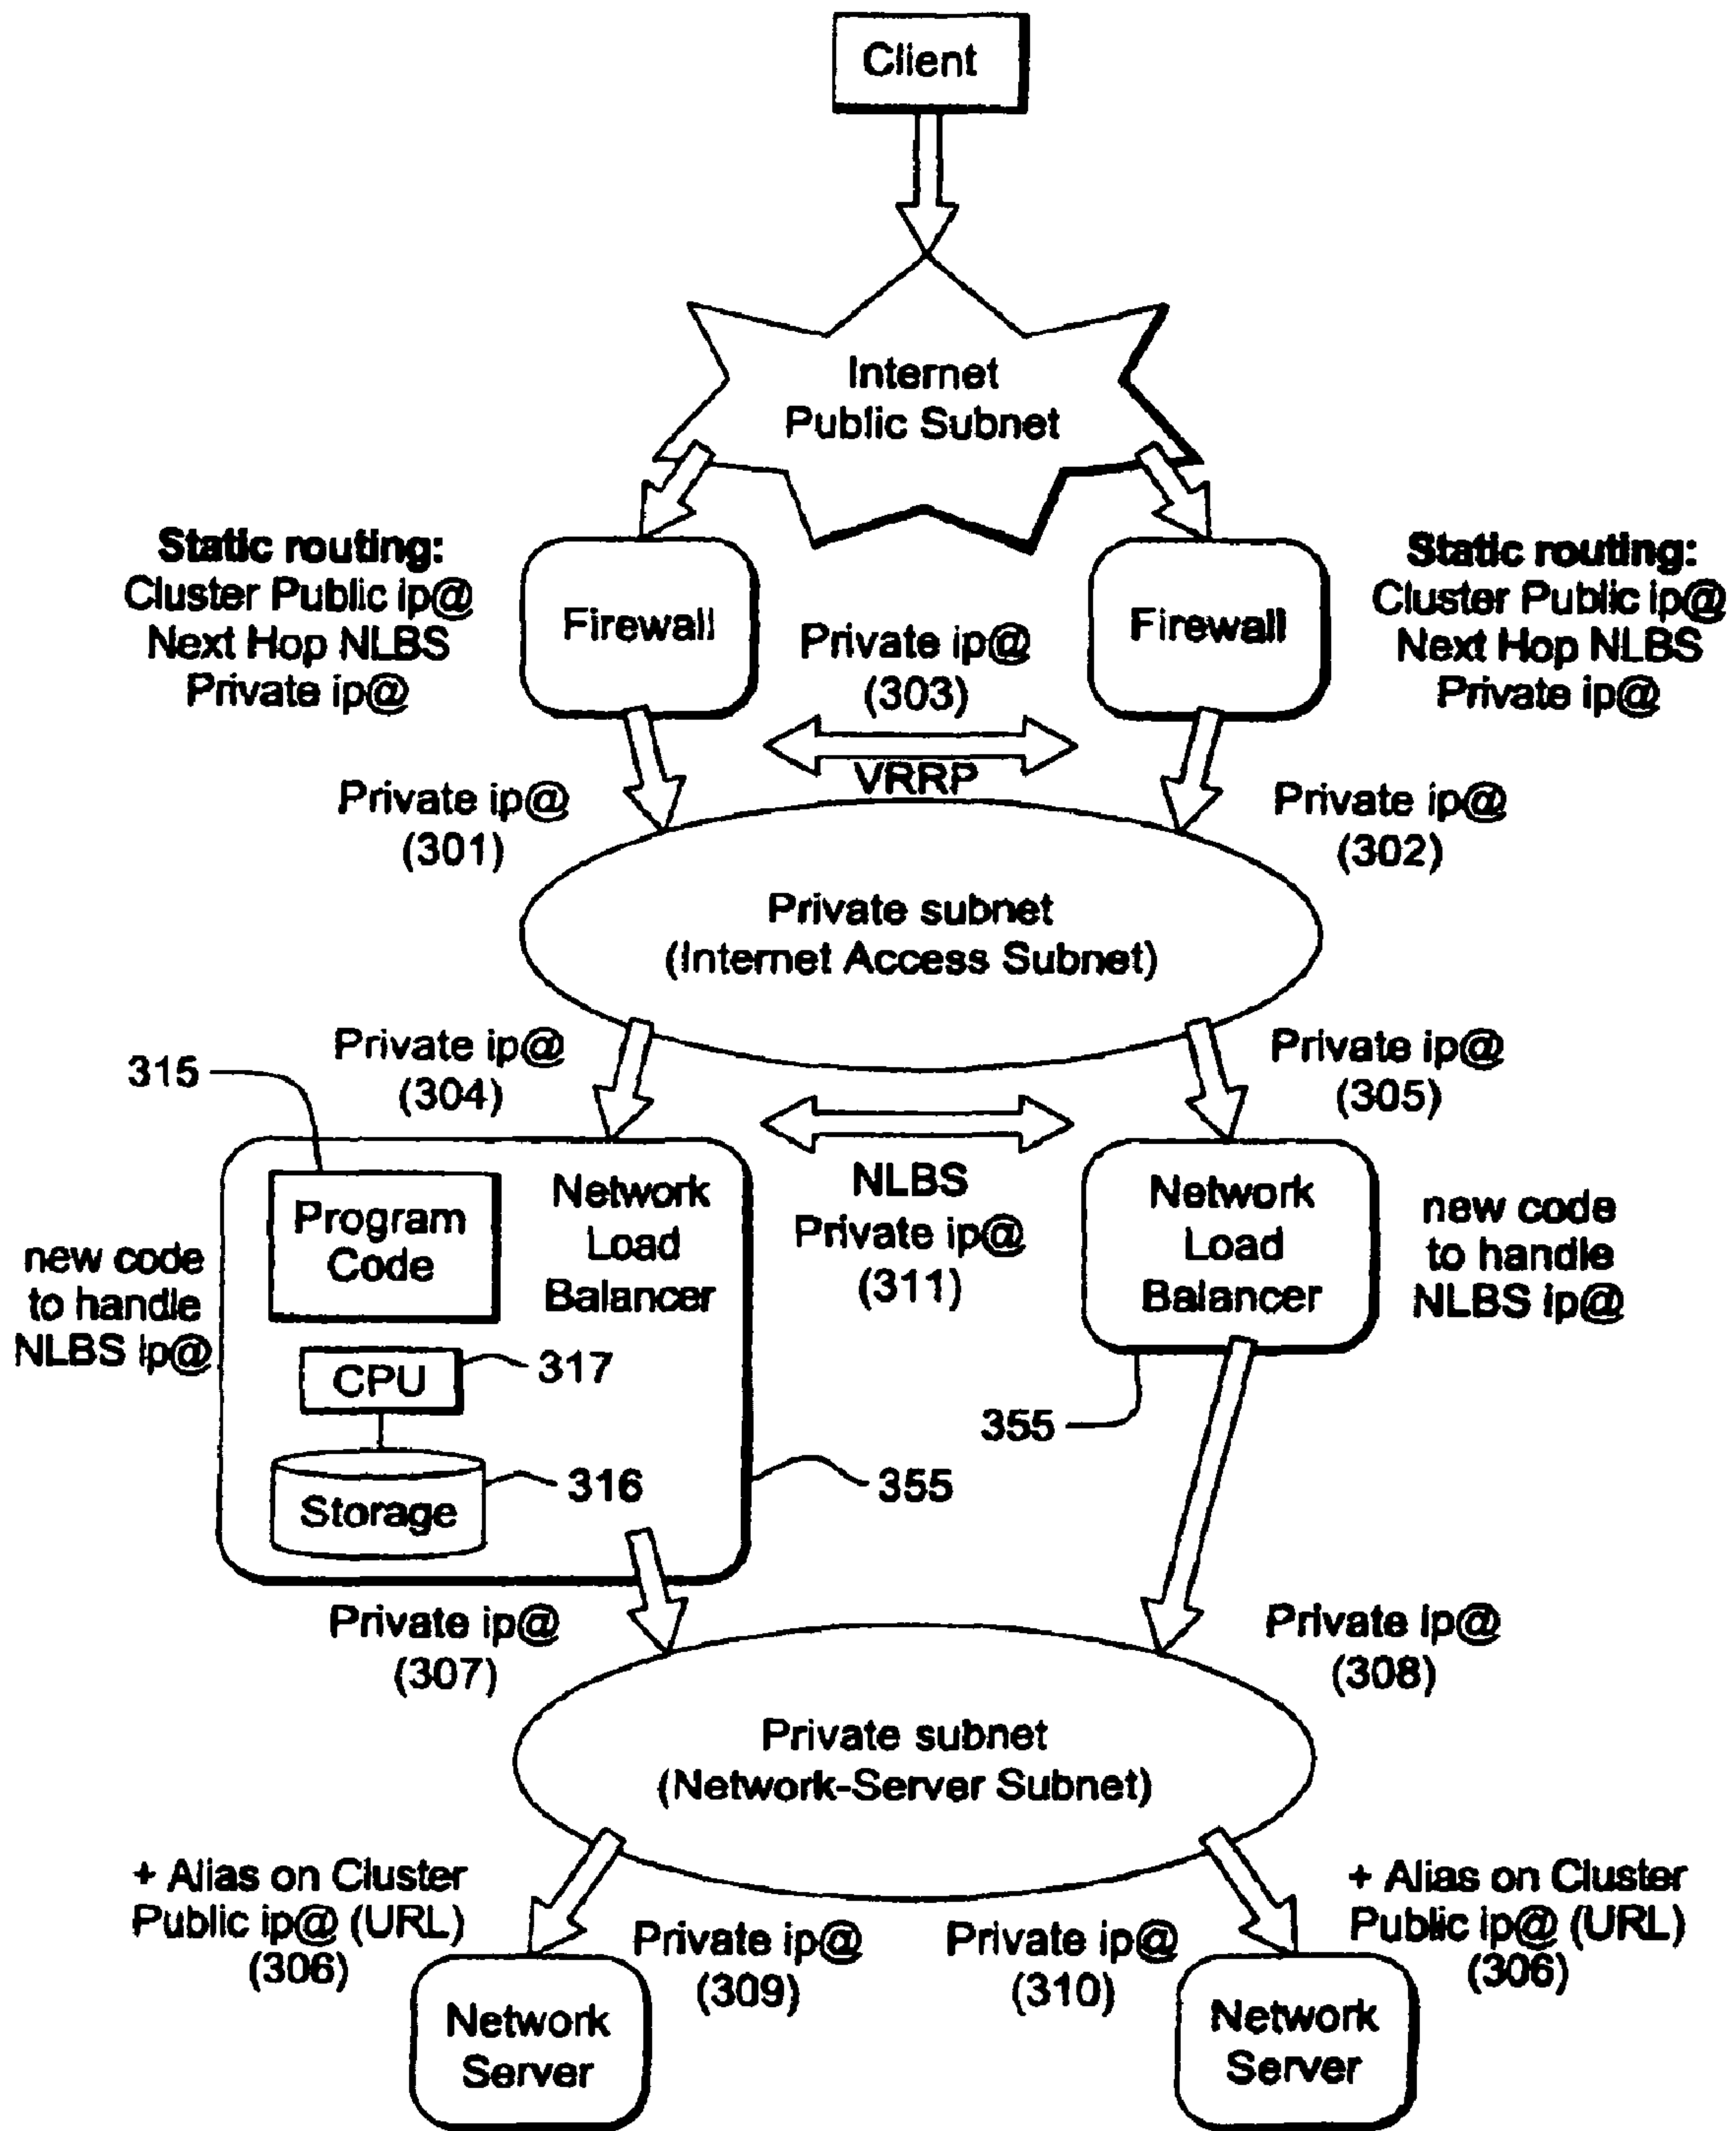 Client
Internet
Public Subnet
Static routing:
Cluster Public ip@
Next Hop NLBS
Private ip@
Firewall
Private ip@
(303)
VRRP
Firewall
Static routing:
Cluster Public ip@
Next Hop NLBS
Private ip@
Private ip@
(301)
Private ip@
(302)
Private subnet
(Internet Access Subnet)
Private ip@
(304)
Private ip@
(305)
315
new code
to handle
NLBS ip@
Program
Code
Network
Load
Balancer
CPU
317
Storage
316
355
NLBS
Private ip@
(311)
Network
Load
Balancer
355
new code
to handle
NLBS ip@
Private ip@
(307)
Private ip@
(308)
Private subnet
(Network-Server Subnet)
+ Alias on Cluster
Public ip@ (URL)
(306)
Private ip@
(309)
Private ip@
(310)
+ Alias on Cluster
Public ip@ (URL)
(306)
Network
Server
Network
Server